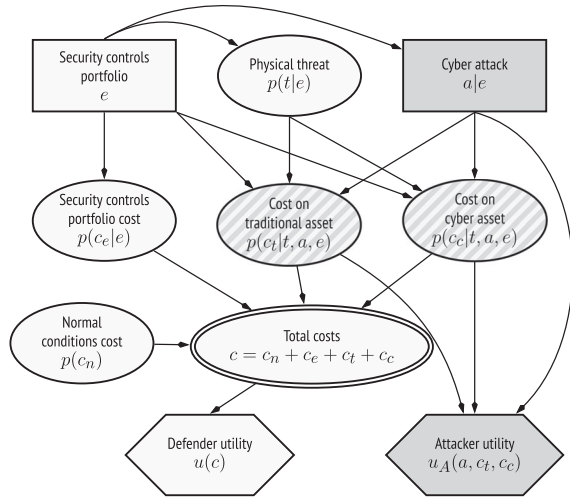 Security controls
portfolio
e
Physical threat
p(t|e)
Cyber attack
a|e
Security controls
portfolio cost
p(c_e|e)
Cost on
traditional asset
p(c_t|t, a, e)
Cost on
cyber asset
p(c_c|t, a, e)
Normal
conditions cost
p(c_n)
Total costs
c = c_n + c_e + c_t + c_c
Defender utility
u(c)
Attacker utility
u_A(a, c_t, c_c)